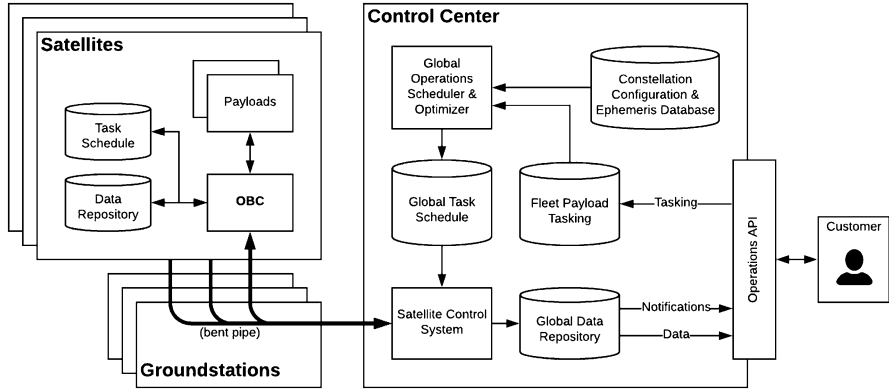 Satellites
Payloads
Task
Schedule
Data
Repository
OBC
(bent pipe)
Groundstations
Control Center
Global
Operations
Scheduler &
Optimizer
Constellation
Configuration &
Ephemeris Database
Global Task
Schedule
Fleet Payload
Tasking
Tasking
Satellite Control
System
Global Data
Repository
Notifications
Data
Operations API
Customer